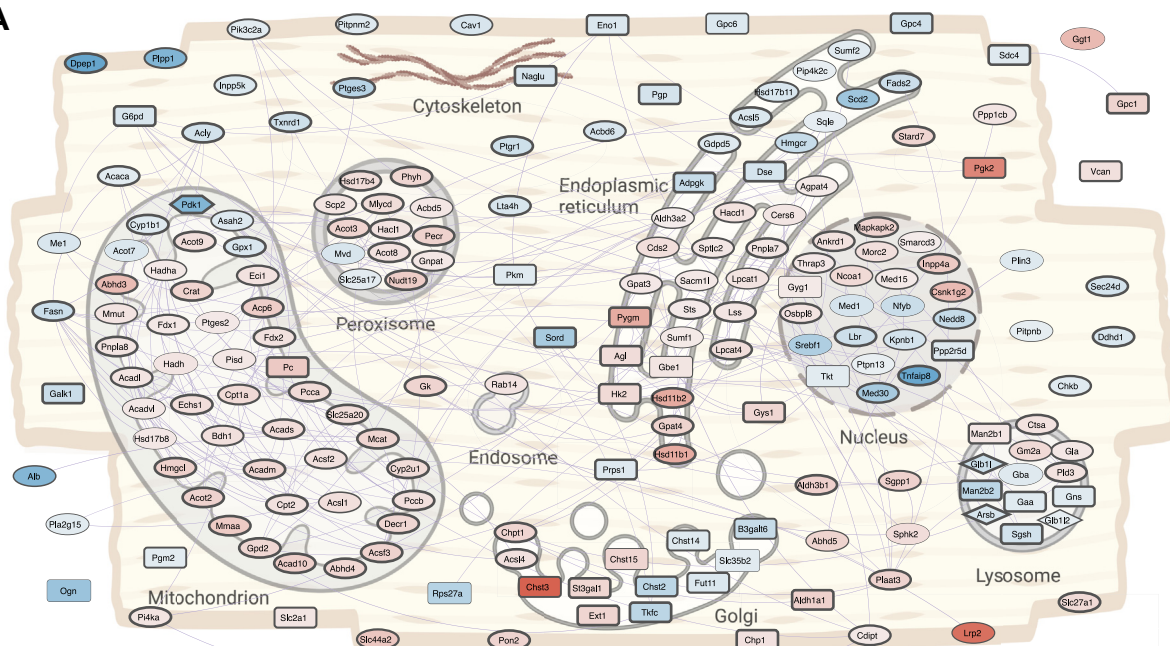 A
Pik3c2a
Pitpnm2
Cav1
Eno1
Gpc6
Gpc4
Ggt1
Dpep1
Plpp1
Sumf2
Sdc4
Inpp5k
Ptges3
Naglu
Pip4k2c
Fads2
Cytoskeleton
Pgp
Hsd17b11
Scd2
Gpc1
G6pd
Acly
Txnrd1
Acsl5
Sqle
Ppp1cb
Acbd6
Ptgr1
Gdpd5
Hmgcr
Stard7
Acaca
Hsd17b4
Phyh
Endoplasmic
reticulum
Adpgk
Dse
Agpat4
Pgk2
Vcan
Pdk1
Scp2
Mlycd
Acbd5
Lta4h
Cyp1b1
Asah2
Aldh3a2
Hacd1
Cers6
Acot3
Hacl1
Pecr
Mapkapk2
Me1
Acot7
Acot9
Gpx1
Mvd
Acot8
Gnpat
Cds2
Sptlc2
Pnpla7
Ankrd1
Morc2
Smarcd3
Plin3
Hadha
Eci1
Slc25a17
Nudt19
Pkm
Thrap3
Ncoa1
Med15
Inpp4a
Abhd3
Crat
Gpat3
Sacm1l
Lpcat1
Gyg1
Csnk1g2
Sec24d
Fasn
Mmut
Acp6
Pygm
Sts
Lss
Osbpl8
Med1
Nfyb
Nedd8
Fdx1
Ptges2
Peroxisome
Pitpnb
Pnpla8
Fdx2
Sord
Sumf1
Lpcat4
Srebf1
Lbr
Kpnb1
Ppp2r5d
Ddhd1
Acadl
Hadh
Pisd
Pc
Agl
Gbe1
Tkt
Ptpn13
Tnfaip8
Galk1
Gk
Rab14
Hk2
Hsd11b2
Med30
Chkb
Acadvl
Echs1
Cpt1a
Pcca
Slc25a20
Gys1
Hsd17b8
Bdh1
Acads
Mcat
Gpat4
Nucleus
Man2b1
Ctsa
Hmgcl
Acadm
Acsf2
Cyp2u1
Endosome
Prps1
Hsd11b1
Gm2a
Gla
Alb
Glb1l
Gba
Pld3
Acot2
Cpt2
Acsl1
Pccb
Aldh3b1
Sgpp1
Man2b2
Gaa
Gns
Pla2g15
Mmaa
Decr1
Arsb
Glb1l2
Sgsh
Pgm2
Gpd2
Acad10
Abhd4
Acsf3
Chpt1
Chst14
B3galt6
Abhd5
Sphk2
Acsl4
Chst15
Slc35b2
Lysosome
Ogn
Mitochondrion
Rps27a
Chst3
St3gal1
Chst2
Fut11
Plaat3
Pi4ka
Slc2a1
Ext1
Tkfc
Golgi
Aldh1a1
Slc27a1
Slc44a2
Pon2
Chp1
Cdipt
Lrp2